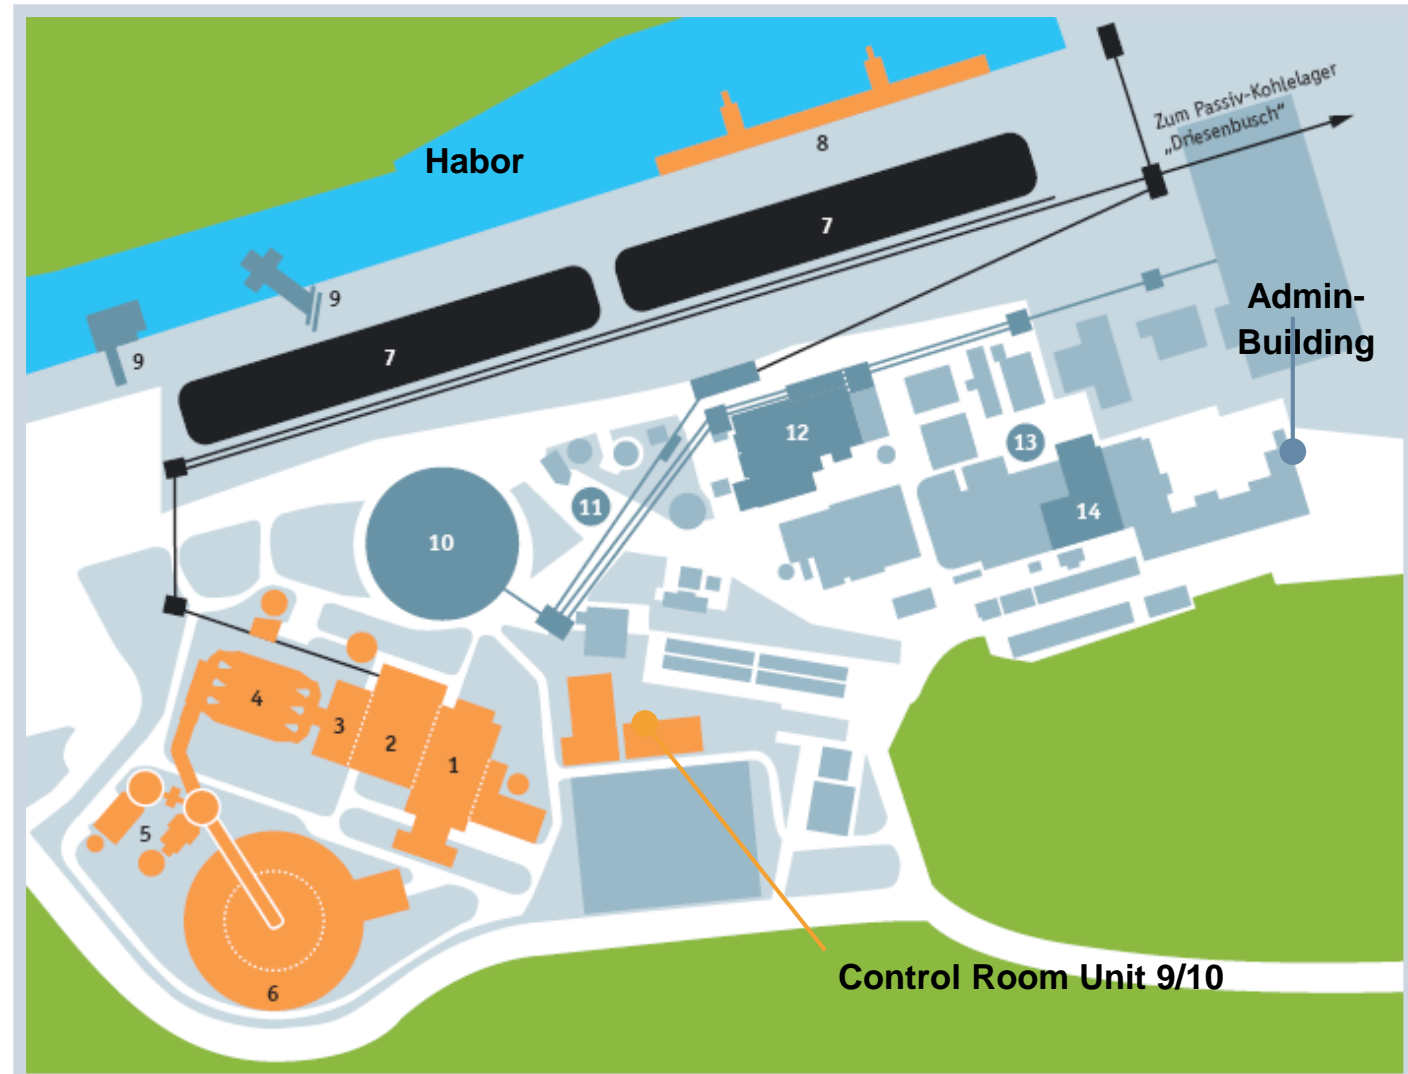 Zum Passiv-Kohlelager
„Driesenbusch“
Habor
8
7
9
7
9
Admin-
Building
12
13
11
14
10
4
3
2
1
5
6
Control Room Unit 9/10